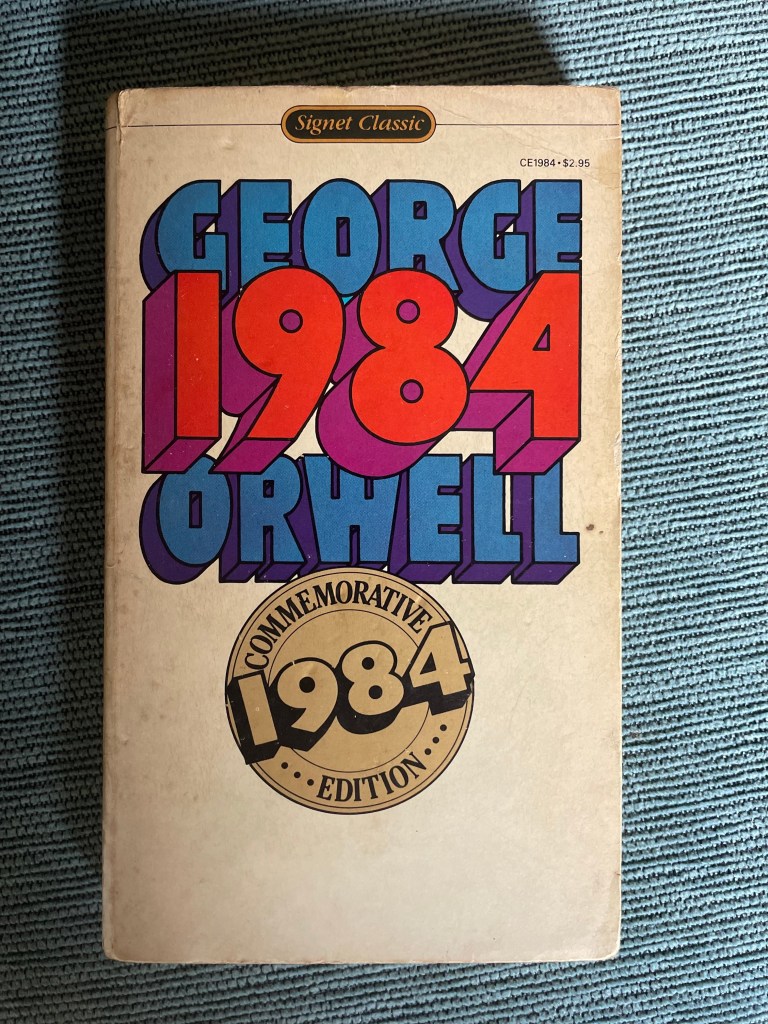 Signet Classic
CE1984 • $2.95
GEORGE
1984
ORWELL
COMMEMORATIVE
1984
... EDITION ...